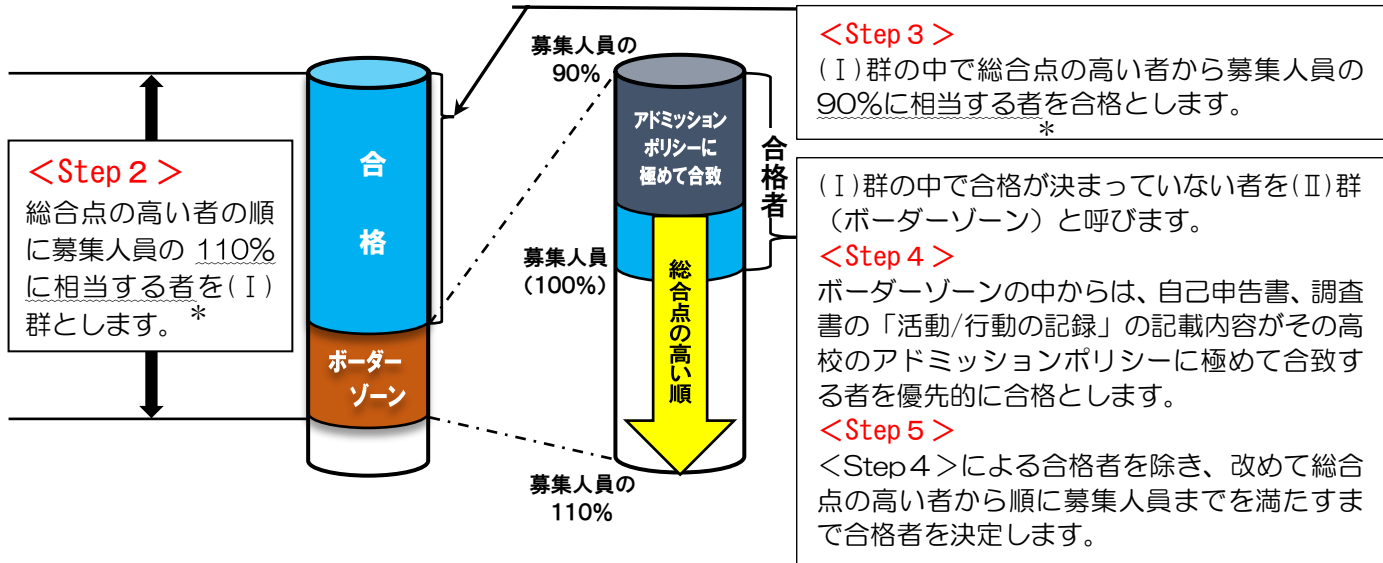 <Step２>
総合点の高い者の順
に募集人員の 110%
に相当する者を(Ⅰ)
群とします。 *
合
格
ボーダー
ゾーン
募集人員の
90%
アドミッション
ポリシーに
極めて合致
合格者
募集人員
(100%)
総合点の高い順
募集人員の
110%
<Step３>
(Ⅰ)群の中で総合点の高い者から募集人員の
90%に相当する者を合格とします。
*
(Ⅰ)群の中で合格が決まっていない者を(Ⅱ)群
（ボーダーゾーン）と呼びます。
<Step４>
ボーダーゾーンの中からは、自己申告書、調査
書の「活動/行動の記録」の記載内容がその高
校のアドミッションポリシーに極めて合致す
る者を優先的に合格とします。
<Step５>
<Step４>による合格者を除き、改めて総合
点の高い者から順に募集人員までを満たすま
で合格者を決定します。